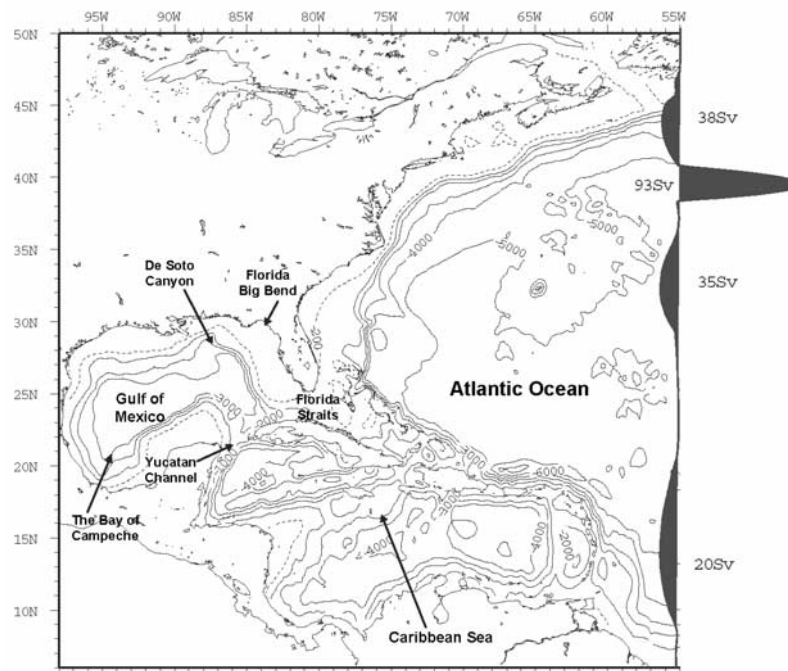 95W 90W 85W 80W 75W 70W 65W 60W 55W
50N
45N
40N
35N
30N
25N
20N
15N
10N
38Sv
93Sv
35Sv
20Sv
De Soto
Canyon
Florida
Big Bend
Gulf of
Mexico
Florida
Straits
Atlantic Ocean
Yucatan
Channel
The Bay of
Campeche
Caribbean Sea
-200
-4000
-5000
-5000
-3000
-4000
-4000
-4000
-2000